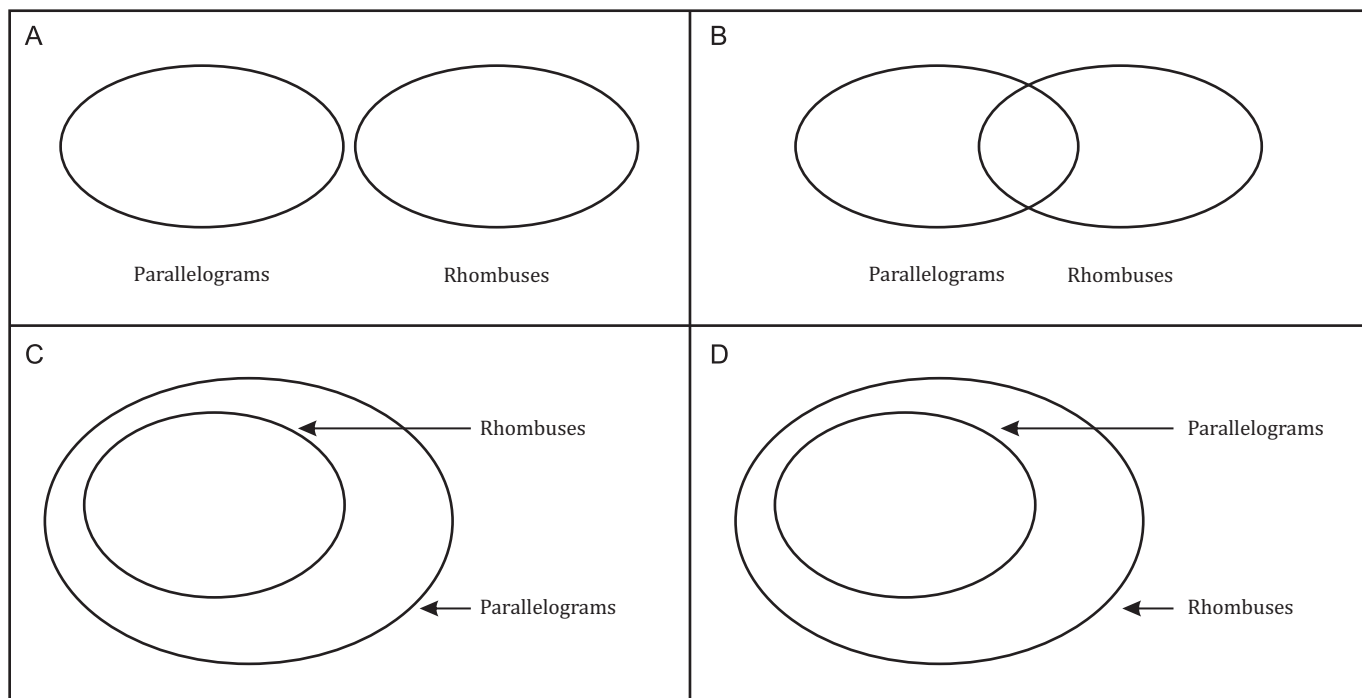 A
Parallelograms
Rhombuses
B
Parallelograms
Rhombuses
C
Rhombuses
Parallelograms
D
Parallelograms
Rhombuses